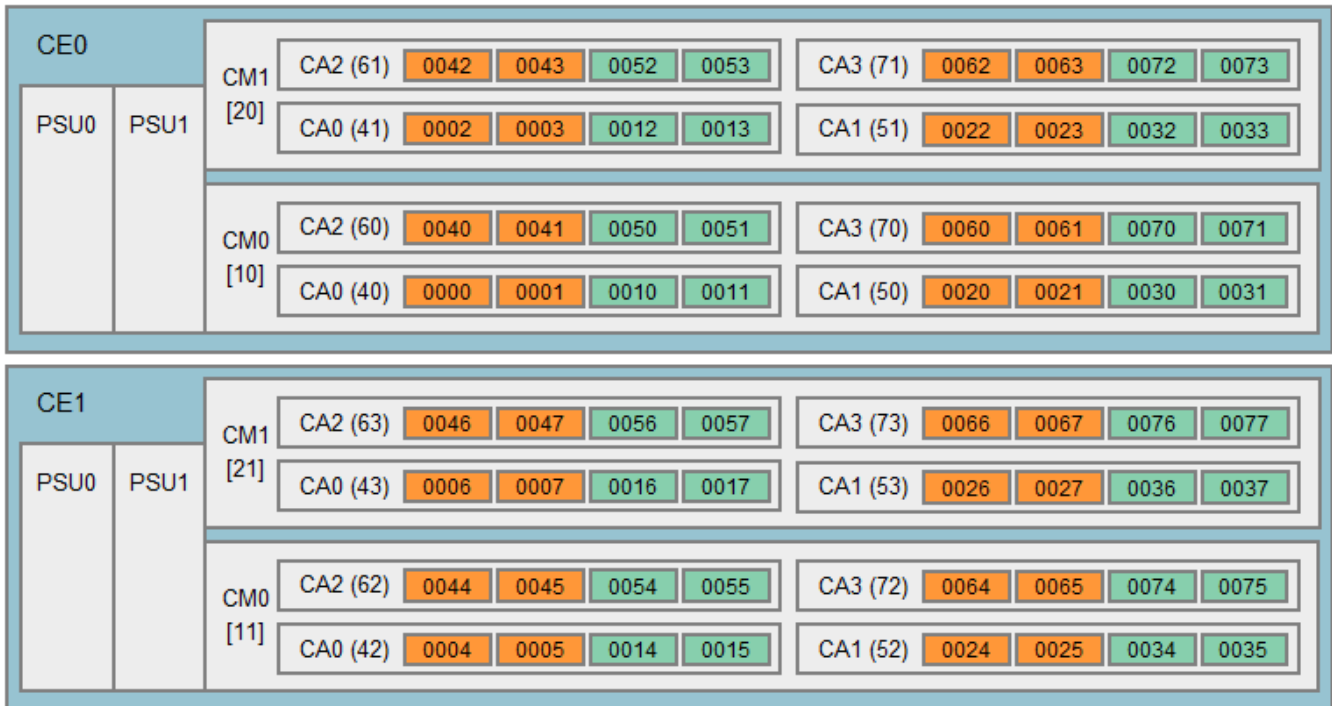 CE0
PSU0 PSU1
CM1
[20]
CA2 (61) 0042 0043 0052 0053 CA3 (71) 0062 0063 0072 0073
CA0 (41) 0002 0003 0012 0013 CA1 (51) 0022 0023 0032 0033
CM0
[10]
CA2 (60) 0040 0041 0050 0051 CA3 (70) 0060 0061 0070 0071
CA0 (40) 0000 0001 0010 0011 CA1 (50) 0020 0021 0030 0031
CE1
PSU0 PSU1
CM1
[21]
CA2 (63) 0046 0047 0056 0057 CA3 (73) 0066 0067 0076 0077
CA0 (43) 0006 0007 0016 0017 CA1 (53) 0026 0027 0036 0037
CM0
[11]
CA2 (62) 0044 0045 0054 0055 CA3 (72) 0064 0065 0074 0075
CA0 (42) 0004 0005 0014 0015 CA1 (52) 0024 0025 0034 0035